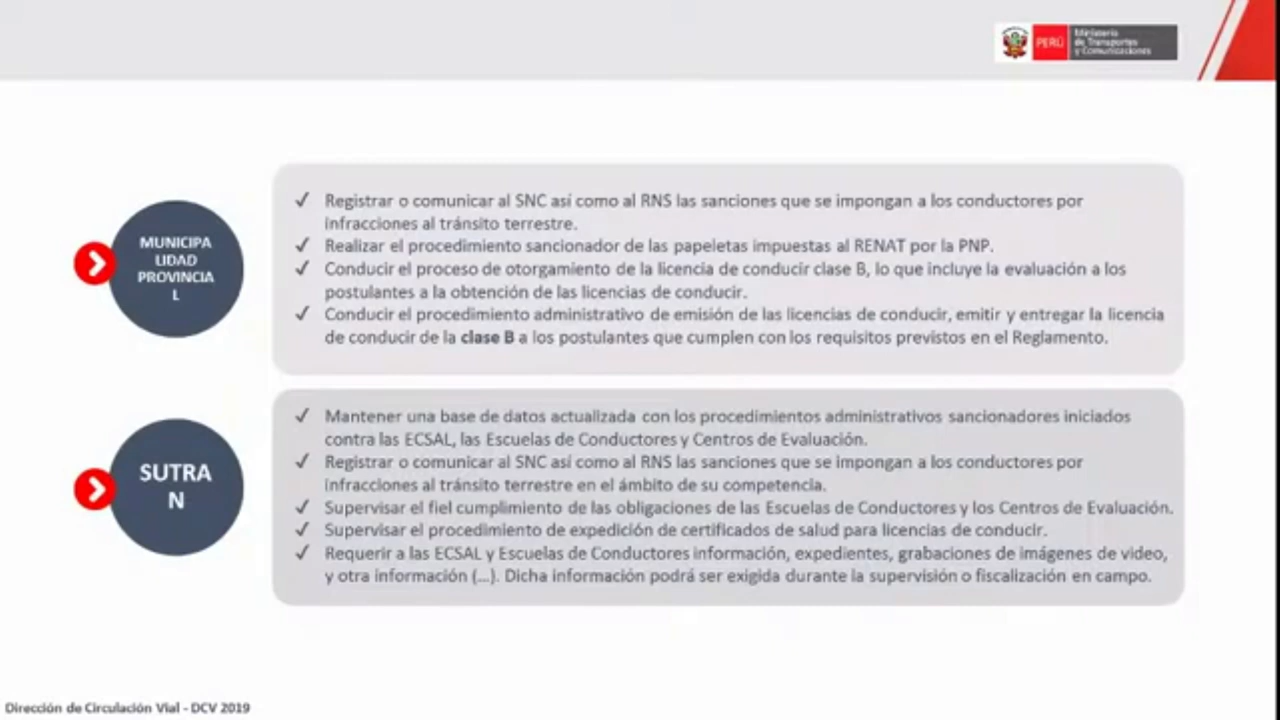 PERÚ
Ministerio
de Transportes
y Comunicaciones
MUNICIPA
LIDAD
PROVINCIA
L
✓ Registrar o comunicar al SNC así como al RNS las sanciones que se impongan a los conductores por
infracciones al tránsito terrestre.
✓ Realizar el procedimiento sancionador de las papeletas impuestas al RENAT por la PNP.
✓ Conducir el proceso de otorgamiento de la licencia de conducir clase B, lo que incluye la evaluación a los
postulantes a la obtención de las licencias de conducir.
✓ Conducir el procedimiento administrativo de emisión de las licencias de conducir, emitir y entregar la licencia
de conducir de la clase B a los postulantes que cumplen con los requisitos previstos en el Reglamento.
SUTRA
N
✓ Mantener una base de datos actualizada con los procedimientos administrativos sancionadores iniciados
contra las ECSAL, las Escuelas de Conductores y Centros de Evaluación.
✓ Registrar o comunicar al SNC así como al RNS las sanciones que se impongan a los conductores por
infracciones al tránsito terrestre en el ámbito de su competencia.
✓ Supervisar el fiel cumplimiento de las obligaciones de las Escuelas de Conductores y los Centros de Evaluación.
✓ Supervisar el procedimiento de expedición de certificados de salud para licencias de conducir.
✓ Requerir a las ECSAL y Escuelas de Conductores información, expedientes, grabaciones de imágenes de video,
y otra información (...). Dicha información podrá ser exigida durante la supervisión o fiscalización en campo.
Dirección de Circulación Vial - DCV 2019